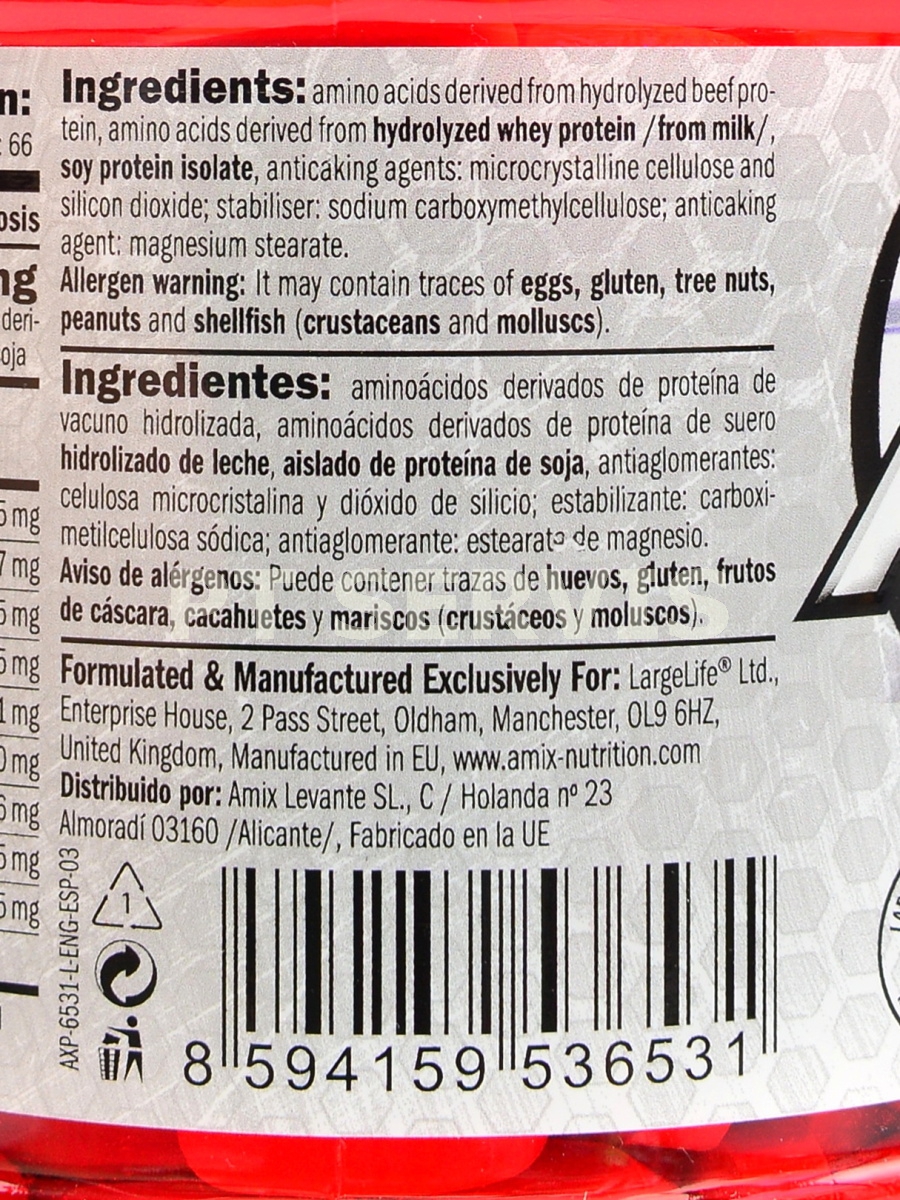 n:
: 66
osis
ng
deri-
oja
5 mg
7 mg
5 mg
5 mg
1 mg
0 mg
6 mg
5 mg
5 mg
Ingredients: amino acids derived from hydrolyzed beef pro-
tein, amino acids derived from hydrolyzed whey protein /from milk/,
soy protein isolate, anticaking agents: microcrystalline cellulose and
silicon dioxide; stabiliser: sodium carboxymethylcellulose; anticaking
agent: magnesium stearate.
Allergen warning: It may contain traces of eggs, gluten, tree nuts,
peanuts and shellfish (crustaceans and molluscs).
Ingredientes: aminoácidos derivados de proteína de
vacuno hidrolizada, aminoácidos derivados de proteína de suero
hidrolizado de leche, aislado de proteína de soja, antiaglomerantes:
celulosa microcristalina y dióxido de silicio; estabilizante: carboxi-
metilcelulosa sódica; antiaglomerante: estearato de magnesio.
Aviso de alérgenos: Puede contener trazas de huevos, gluten, frutos
de cáscara, cacahuetes y mariscos (crustáceos y moluscos).
Formulated & Manufactured Exclusively For: LargeLife® Ltd.,
Enterprise House, 2 Pass Street, Oldham, Manchester, OL9 6HZ,
United Kingdom, Manufactured in EU, www.amix-nutrition.com
Distribuido por: Amix Levante SL., C / Holanda nº 23
Almoradí 03160 /Alicante/, Fabricado en la UE
AXP-6531-L-ENG-ESP-03
1
8 594159 536531